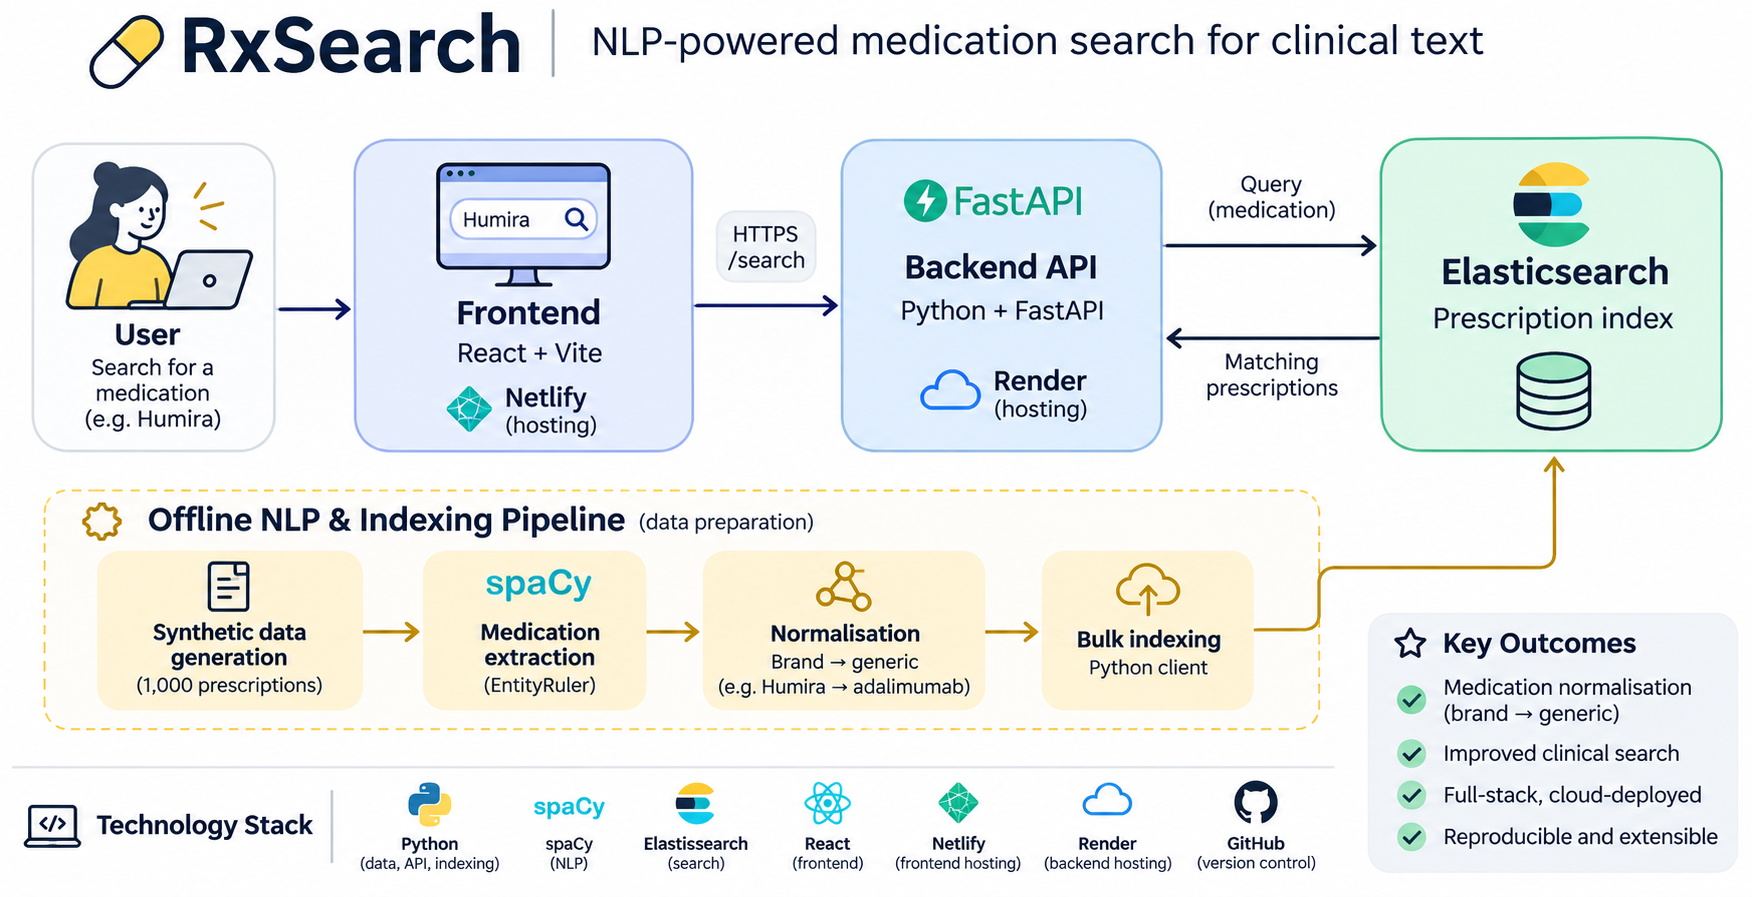 RxSearch
NLP-powered medication search for clinical text
User
Search for a
medication
(e.g. Humira)
Humira
Frontend
React + Vite
Netlify
(hosting)
HTTPS
/search
FastAPI
Backend API
Python + FastAPI
Render
(hosting)
Query
(medication)
Matching
prescriptions
Elasticsearch
Prescription index
Offline NLP & Indexing Pipeline (data preparation)
Synthetic data
generation
(1,000 prescriptions)
spaCy
Medication
extraction
(EntityRuler)
Normalisation
Brand → generic
(e.g. Humira → adalimumab)
Bulk indexing
Python client
Key Outcomes
Medication normalisation
(brand → generic)
Improved clinical search
Full-stack, cloud-deployed
Reproducible and extensible
</> Technology Stack
Python
(data, API, indexing)
spaCy
spaCy
(NLP)
Elastissearch
(search)
React
(frontend)
Netlify
(frontend hosting)
Render
(backend hosting)
GitHub
(version control)